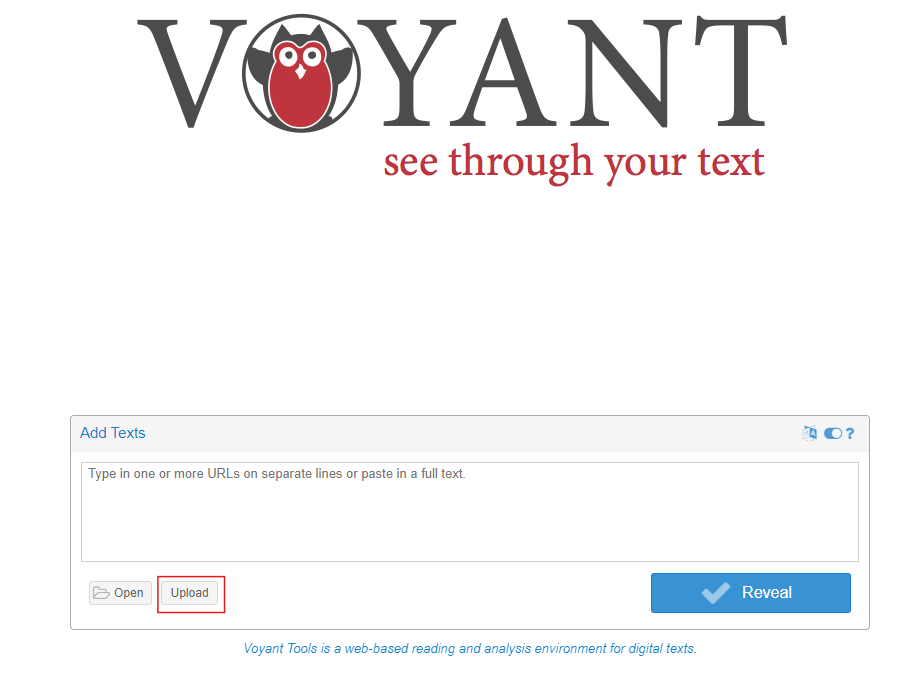 VOYANT
see through your text
Add Texts
?
Type in one or more URLs on separate lines or paste in a full text.
Open
Upload
Reveal
Voyant Tools is a web-based reading and analysis environment for digital texts.